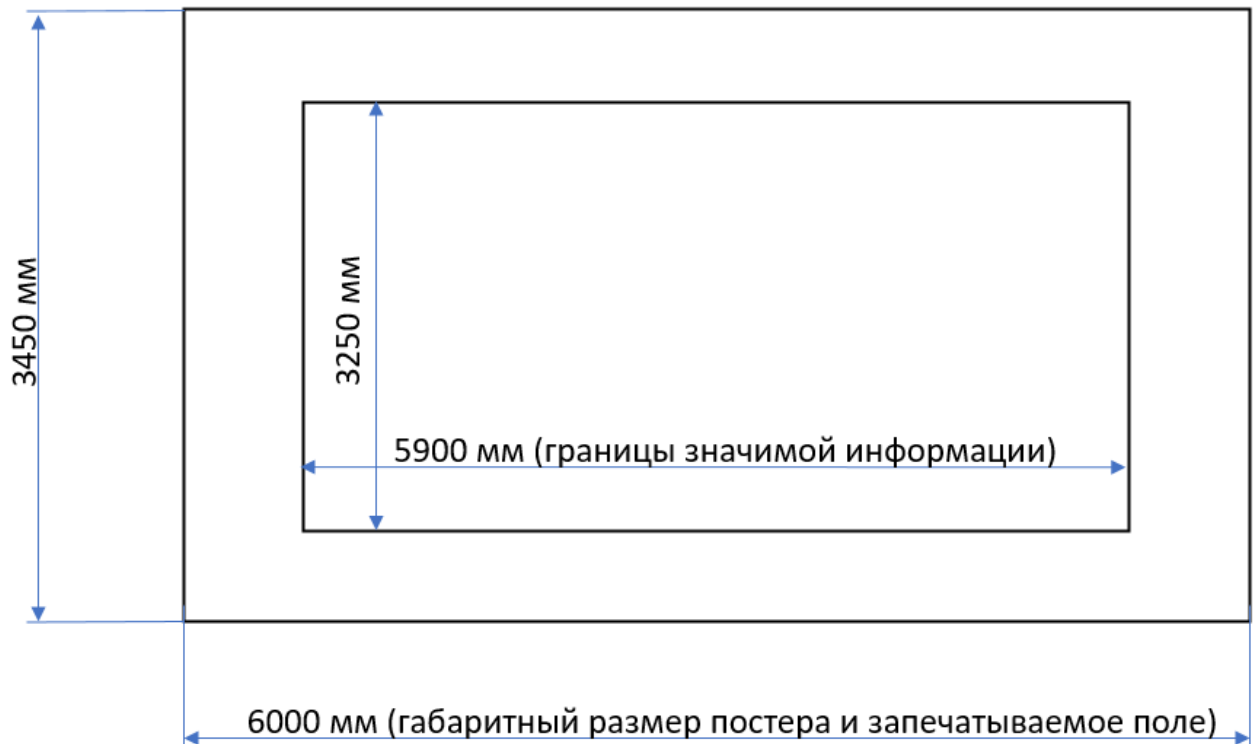 3450 мм
3250 мм
5900 мм (границы значимой информации)
6000 мм (габаритный размер постера и запечатываемое поле)